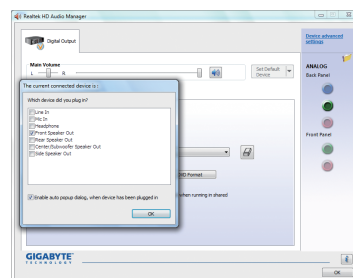 Realtek HD Audio Manager
Digital Output
Device advanced
settings
Main Volume
L
R
Set Default
Device
ANALOG
Back Panel
The current connected device is :
Which device did you plug in?
Line In
Mic In
Headphone
Front Speaker Out
Rear Speaker Out
Center/Subwoofer Speaker Out
Side Speaker Out
Front Panel
DVD Format
when running in shared
Enable auto popup dialog, when device has been plugged in
OK
GIGABYTE
TECHNOLOGY
i
OK